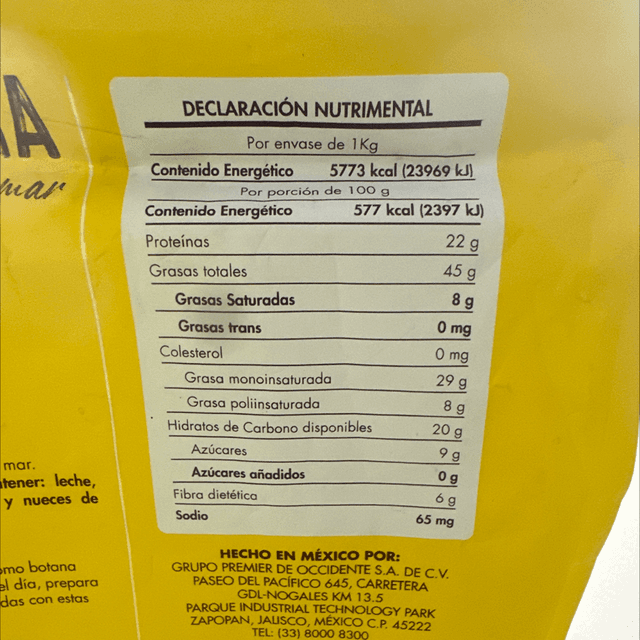 mar
DECLARACIÓN NUTRIMENTAL
Por envase de 1Kg
Contenido Energético 5773 kcal (23969 kJ)
Por porción de 100 g
Contenido Energético 577 kcal (2397 kJ)
Proteínas 22 g
Grasas totales 45 g
Grasas Saturadas 8 g
Grasas trans 0 mg
Colesterol 0 mg
Grasa monoinsaturada 29 g
Grasa poliinsaturada 8 g
Hidratos de Carbono disponibles 20 g
Azúcares 9 g
Azúcares añadidos 0 g
Fibra dietética 6 g
Sodio 65 mg
mar.
ntener: leche,
y nueces de
omo botana
el día, prepara
das con estas
HECHO EN MÉXICO POR:
GRUPO PREMIER DE OCCIDENTE S.A. DE C.V.
PASEO DEL PACÍFICO 645, CARRETERA
GDL-NOGALES KM 13.5
PARQUE INDUSTRIAL TECHNOLOGY PARK
ZAPOPAN, JALISCO, MÉXICO C.P. 45222
TEL: (33) 8000 8300